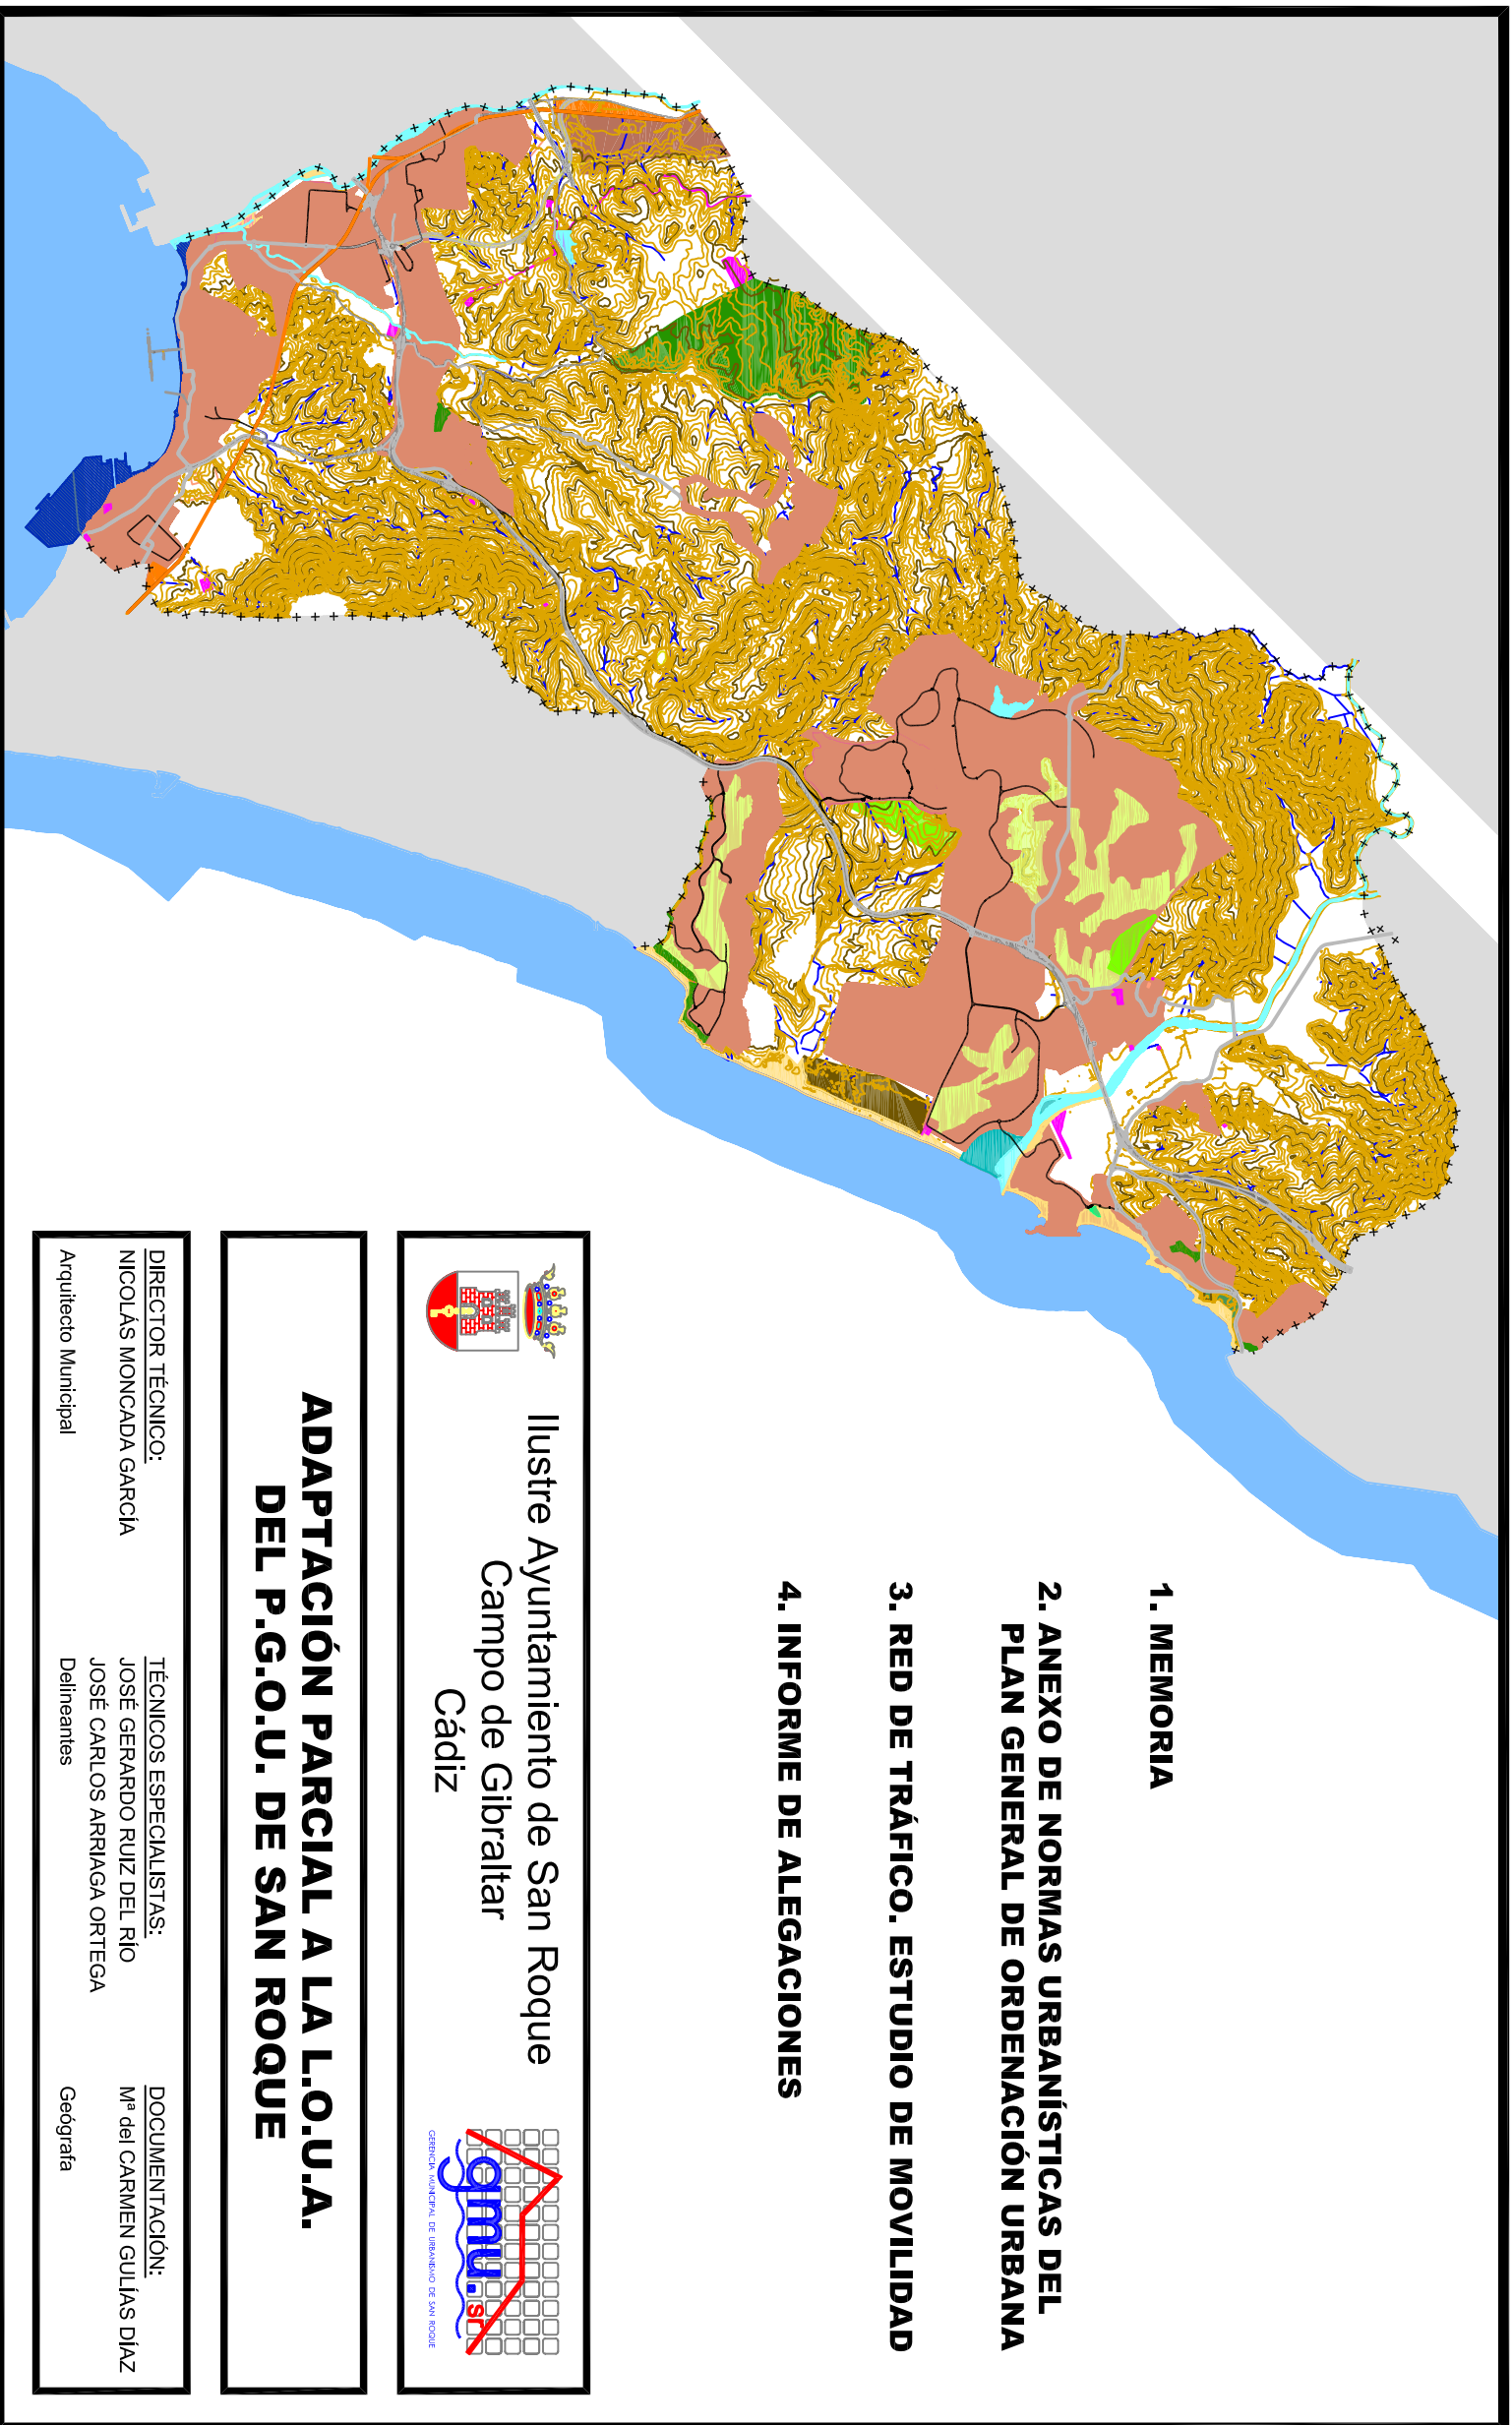 1. MEMORIA
2. ANEXO DE NORMAS URBANÍSTICAS DEL
PLAN GENERAL DE ORDENACIÓN URBANA
3. RED DE TRÁFICO. ESTUDIO DE MOVILIDAD
4. INFORME DE ALEGACIONES
Ilustre Ayuntamiento de San Roque
Campo de Gibraltar
Cádiz
gmu.sr
GERENCIA MUNICIPAL DE URBANISMO DE SAN ROQUE
ADAPTACIÓN PARCIAL A LA L.O.U.A.
DEL P.G.O.U. DE SAN ROQUE
DIRECTOR TÉCNICO:
NICOLÁS MONCADA GARCÍA
Arquitecto Municipal
TÉCNICOS ESPECIALISTAS:
JOSÉ GERARDO RUIZ DEL RÍO
JOSÉ CARLOS ARRIAGA ORTEGA
Delineantes
DOCUMENTACIÓN:
Mª del CARMEN GULÍAS DÍAZ
Geógrafa